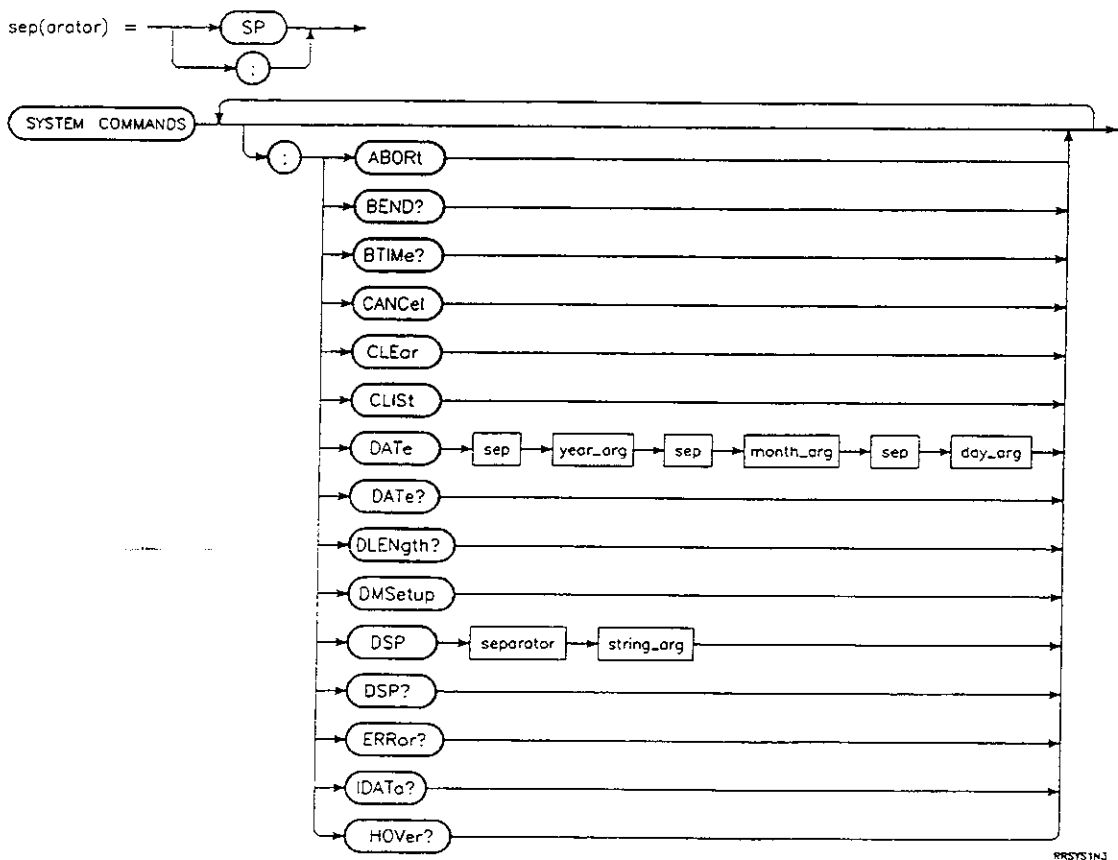 sep(arator) = SP
:
SYSTEM COMMANDS
: ABORt
BEND?
BTIMe?
CANCel
CLEar
CLISt
DATe sep year_arg sep month_arg sep day_arg
DATe?
DLENgth?
DMSetup
DSP separator string_arg
DSP?
ERRor?
IDATa?
HOVer?
RRSYS1NJ